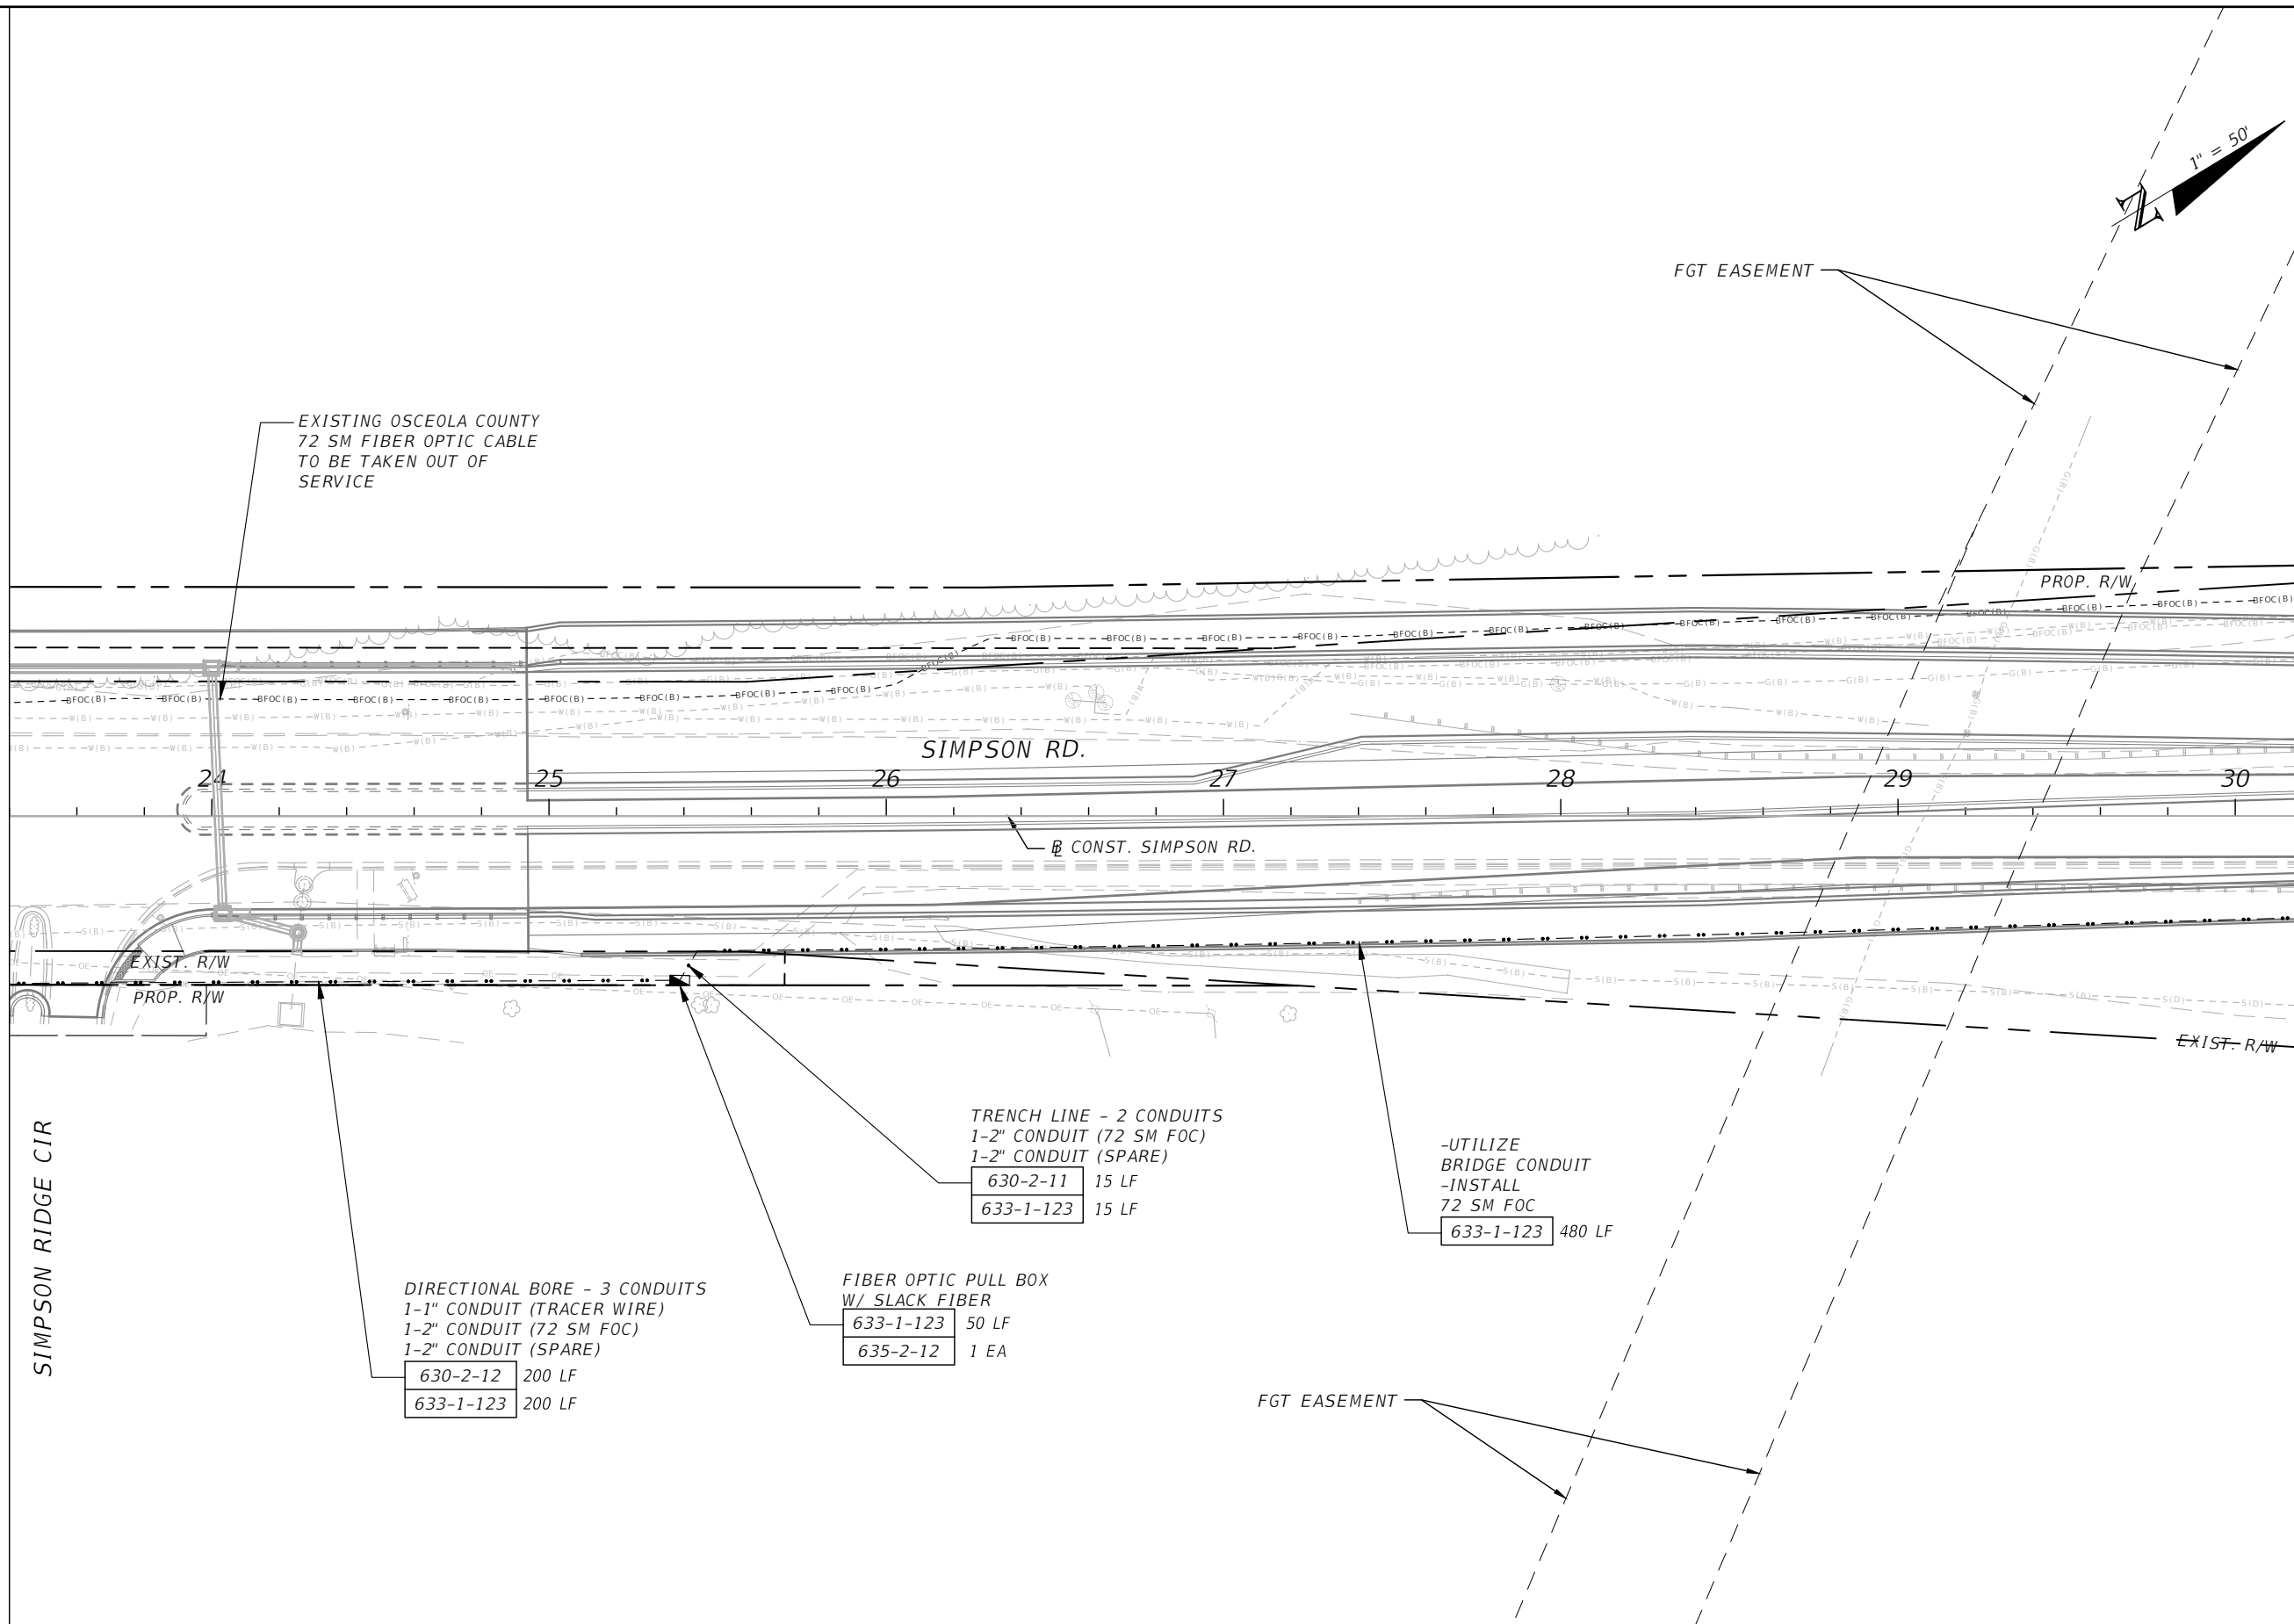 1" = 50'
N
FGT EASEMENT
EXISTING OSCEOLA COUNTY
72 SM FIBER OPTIC CABLE
TO BE TAKEN OUT OF
SERVICE
PROP. R/W
SIMPSON RD.
24 25 26 27 28 29 30
BL CONST. SIMPSON RD.
EXIST. R/W
PROP. R/W
EXIST. R/W
SIMPSON RIDGE CIR
TRENCH LINE - 2 CONDUITS
1-2" CONDUIT (72 SM FOC)
1-2" CONDUIT (SPARE)
630-2-11 15 LF
633-1-123 15 LF
-UTILIZE
BRIDGE CONDUIT
-INSTALL
72 SM FOC
633-1-123 480 LF
DIRECTIONAL BORE - 3 CONDUITS
1-1" CONDUIT (TRACER WIRE)
1-2" CONDUIT (72 SM FOC)
1-2" CONDUIT (SPARE)
630-2-12 200 LF
633-1-123 200 LF
FIBER OPTIC PULL BOX
W/ SLACK FIBER
633-1-123 50 LF
635-2-12 1 EA
FGT EASEMENT
BFOC(B)
W(B)
G(B)
S(B)
OE
S(D)